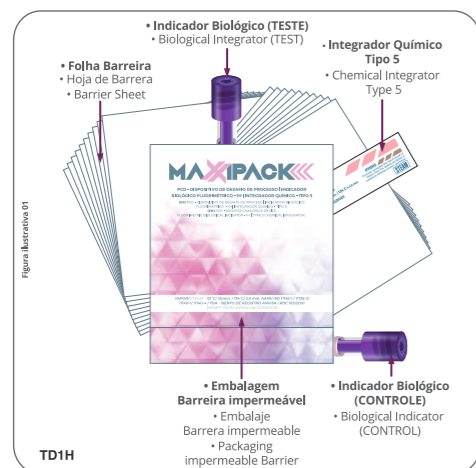 • Indicador Biológico (TESTE)
• Biological Integrator (TEST)
• Folha Barreira
• Hoja de Barrera
• Barrier Sheet
• Integrador Químico
Tipo 5
• Chemical Integrator
Type 5
MAXXIPACK
PCD • DISPOSITIVO DE DESAFIO DE PROCESSO | INDICADOR
BIOLÓGICO FLUORIMÉTRICO • 1H | INTEGRADOR QUÍMICO • TIPO 5
STEAM
Figura ilustrativa 01
• Embalagem
Barreira impermeável
• Embalaje
Barrera impermeable
• Packaging
impermeable Barrier
• Indicador Biológico
(CONTROLE)
• Biological Indicator
(CONTROL)
TD1H